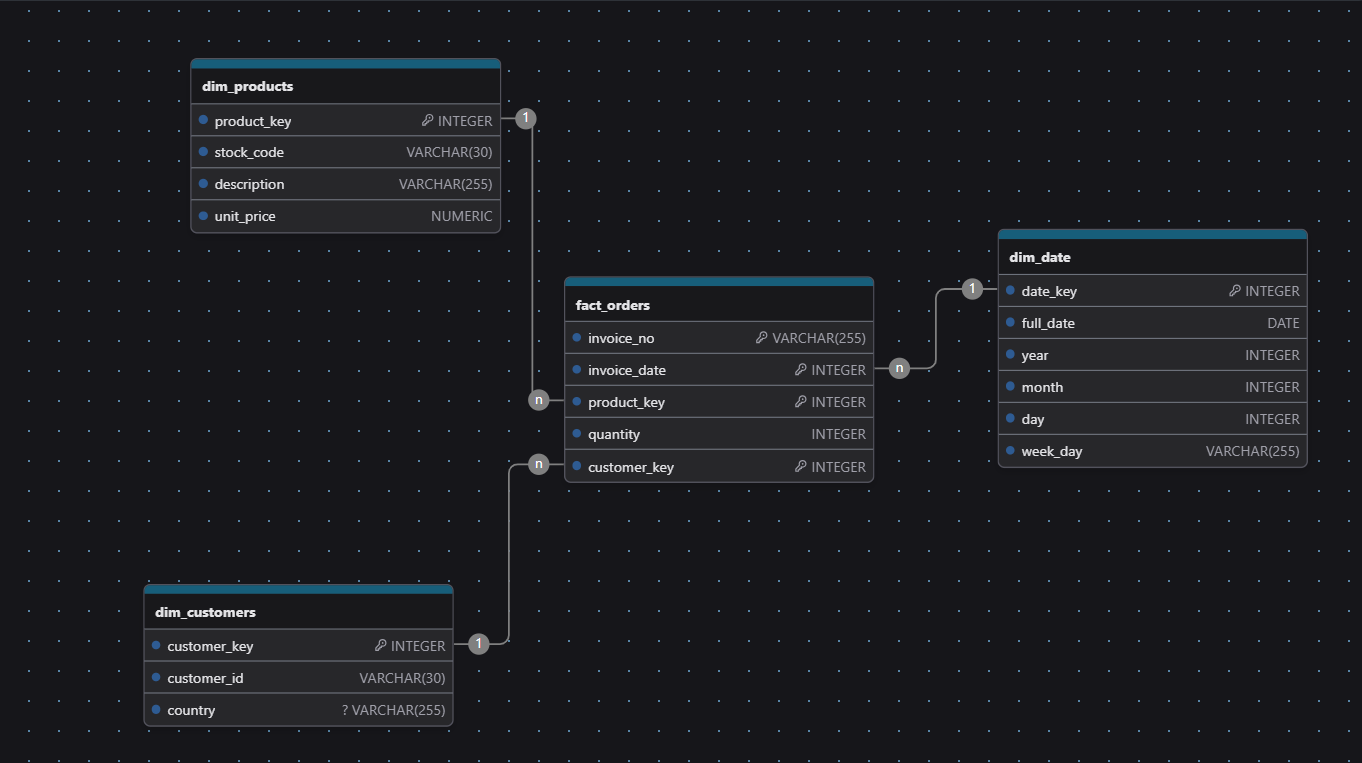 dim_products
product_key INTEGER
stock_code VARCHAR(30)
description VARCHAR(255)
unit_price NUMERIC
1
n
fact_orders
invoice_no VARCHAR(255)
invoice_date INTEGER
product_key INTEGER
quantity INTEGER
customer_key INTEGER
n
1
dim_date
date_key INTEGER
full_date DATE
year INTEGER
month INTEGER
day INTEGER
week_day VARCHAR(255)
n
1
dim_customers
customer_key INTEGER
customer_id VARCHAR(30)
country ? VARCHAR(255)